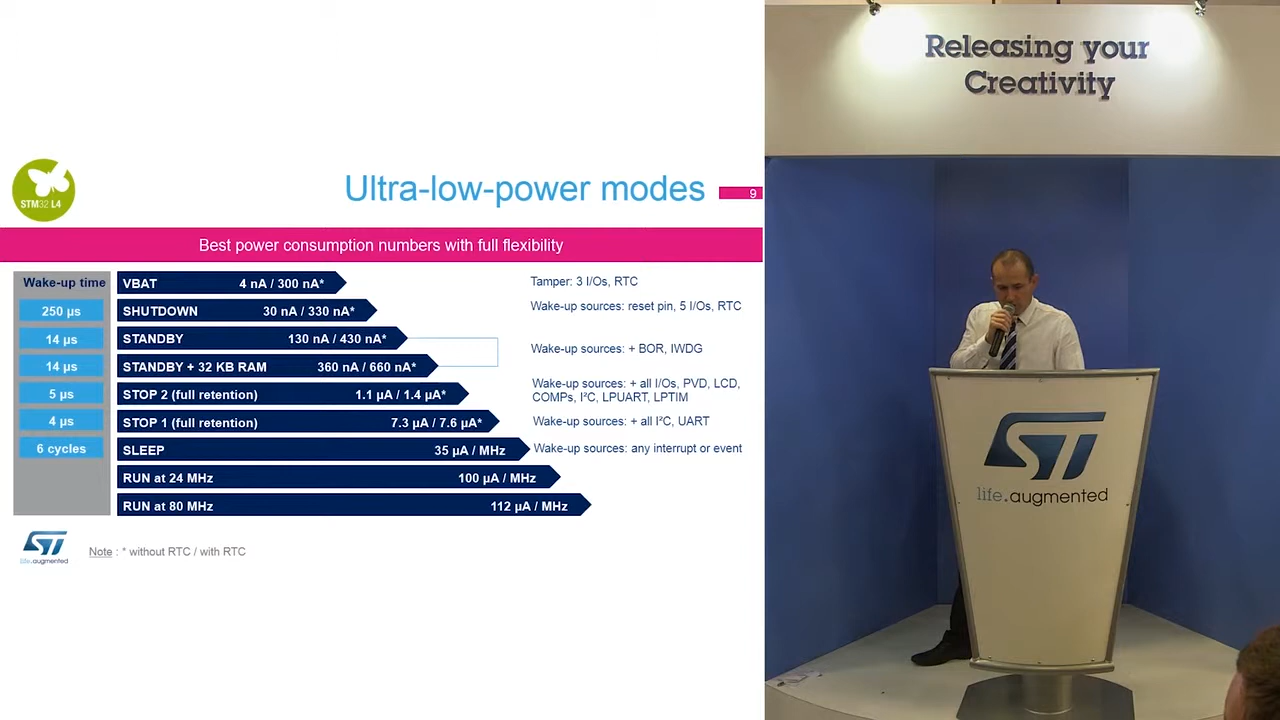 STM32 L4
Ultra-low-power modes
9
Best power consumption numbers with full flexibility
Wake-up time
VBAT 4 nA / 300 nA*
Tamper: 3 I/Os, RTC
250 µs
SHUTDOWN 30 nA / 330 nA*
Wake-up sources: reset pin, 5 I/Os, RTC
14 µs
STANDBY 130 nA / 430 nA*
Wake-up sources: + BOR, IWDG
14 µs
STANDBY + 32 KB RAM 360 nA / 660 nA*
5 µs
STOP 2 (full retention) 1.1 µA / 1.4 µA*
Wake-up sources: + all I/Os, PVD, LCD,
COMPs, I²C, LPUART, LPTIM
4 µs
STOP 1 (full retention) 7.3 µA / 7.6 µA*
Wake-up sources: + all I²C, UART
6 cycles
SLEEP 35 µA / MHz
Wake-up sources: any interrupt or event
RUN at 24 MHz 100 µA / MHz
RUN at 80 MHz 112 µA / MHz
ST
life.augmented
Note : * without RTC / with RTC
Releasing your
Creativity
ST
life.augmented